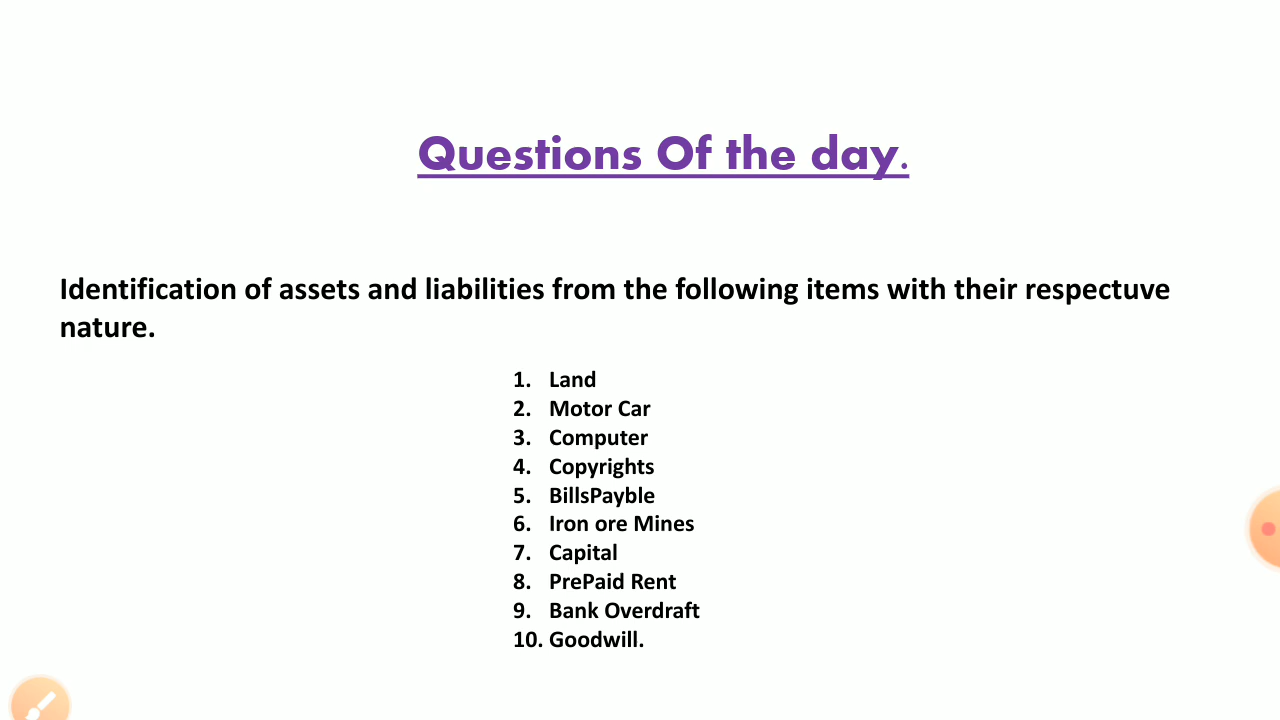 Questions Of the day.
Identification of assets and liabilities from the following items with their respectuve
nature.
1. Land
2. Motor Car
3. Computer
4. Copyrights
5. BillsPayble
6. Iron ore Mines
7. Capital
8. PrePaid Rent
9. Bank Overdraft
10. Goodwill.